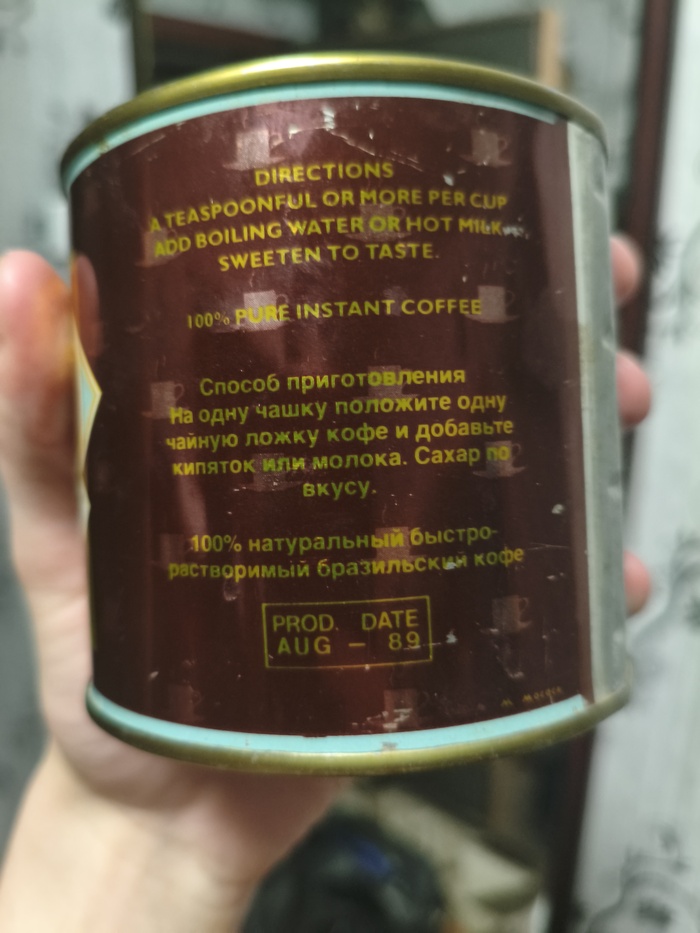 DIRECTIONS
A TEASPOONFUL OR MORE PER CUP
ADD BOILING WATER OR HOT MILK
SWEETEN TO TASTE.
100% PURE INSTANT COFFEE
Способ приготовления
На одну чашку положите одну
чайную ложку кофе и добавьте
кипяток или молока. Сахар по
вкусу.
100% натуральный быстро-
растворимый бразильский кофе
PROD. DATE
AUG — 89